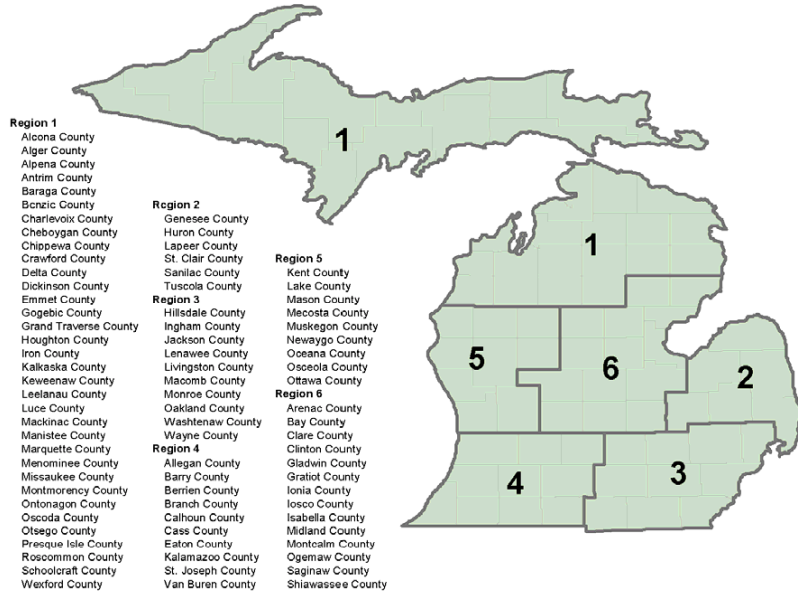 Region 1
Alcona County
Alger County
Alpena County
Antrim County
Baraga County
Benzic County
Charlevoix County
Cheboygan County
Chippewa County
Crawford County
Delta County
Dickinson County
Emmet County
Gogebic County
Grand Traverse County
Houghton County
Iron County
Kalkaska County
Keweenaw County
Leelanau County
Luce County
Mackinac County
Manistee County
Marquette County
Menominee County
Missaukee County
Montmorency County
Ontonagon County
Oscoda County
Otsego County
Presque Isle County
Roscommon County
Schoolcraft County
Wexford County
Region 2
Genesee County
Huron County
Lapeer County
St. Clair County
Sanilac County
Tuscola County
Region 3
Hillsdale County
Ingham County
Jackson County
Lenawee County
Livingston County
Macomb County
Monroe County
Oakland County
Washtenaw County
Wayne County
Region 4
Allegan County
Barry County
Berrien County
Branch County
Calhoun County
Cass County
Eaton County
Kalamazoo County
St. Joseph County
Van Buren County
Region 5
Kent County
Lake County
Mason County
Mecosta County
Muskegon County
Newaygo County
Oceana County
Osceola County
Ottawa County
Region 6
Arenac County
Bay County
Clare County
Clinton County
Gladwin County
Gratiot County
Ionia County
Iosco County
Isabella County
Midland County
Montcalm County
Ogemaw County
Saginaw County
Shiawassee County
1
1
5
6
2
4
3